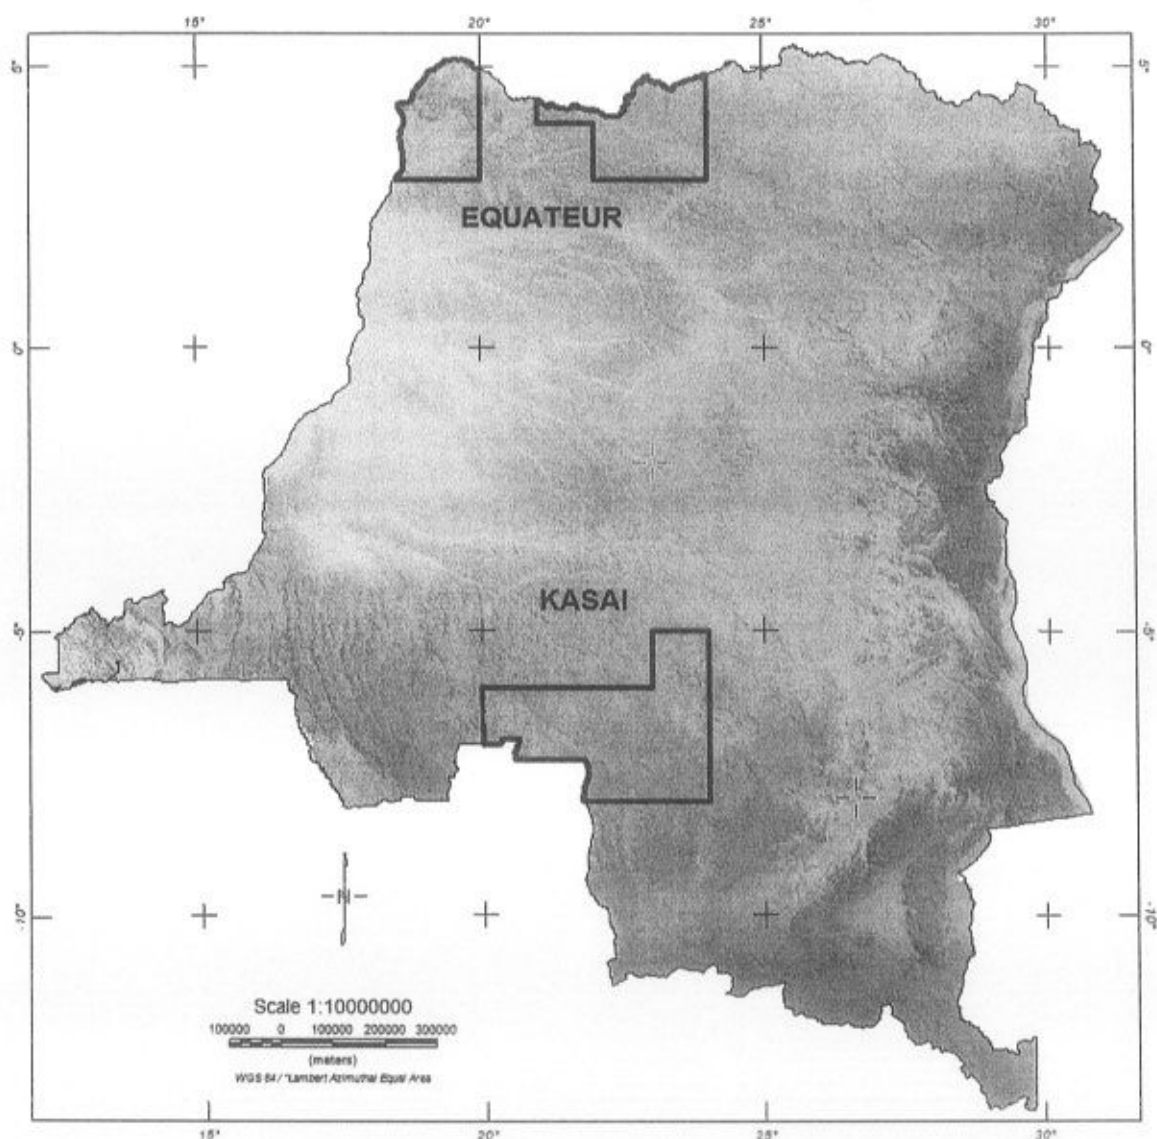 15° 20° 25° 30°
5° 5°
EQUATEUR
0° 0°
KASAI
-5° -5°
N
-10° -10°
Scale 1:10000000
100000 0 100000 200000 300000
(meters)
WGS 84 / *Lambert Azimuthal Equal Area
15° 20° 25° 30°